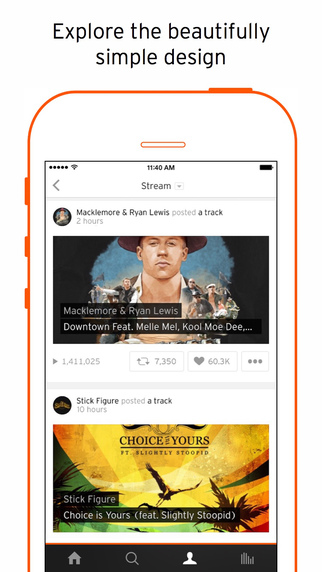 Explore the beautifully
simple design
11:40 AM
Stream
Macklemore & Ryan Lewis posted a track
2 hours
Macklemore & Ryan Lewis
Downtown Feat. Melle Mel, Kool Moe Dee,...
1,411,025
7,350
60.3K
Stick Figure posted a track
10 hours
CHOICE IS YOURS
FT. SLIGHTLY STOOPID
Stick Figure
Choice is Yours (feat. Slightly Stoopid)